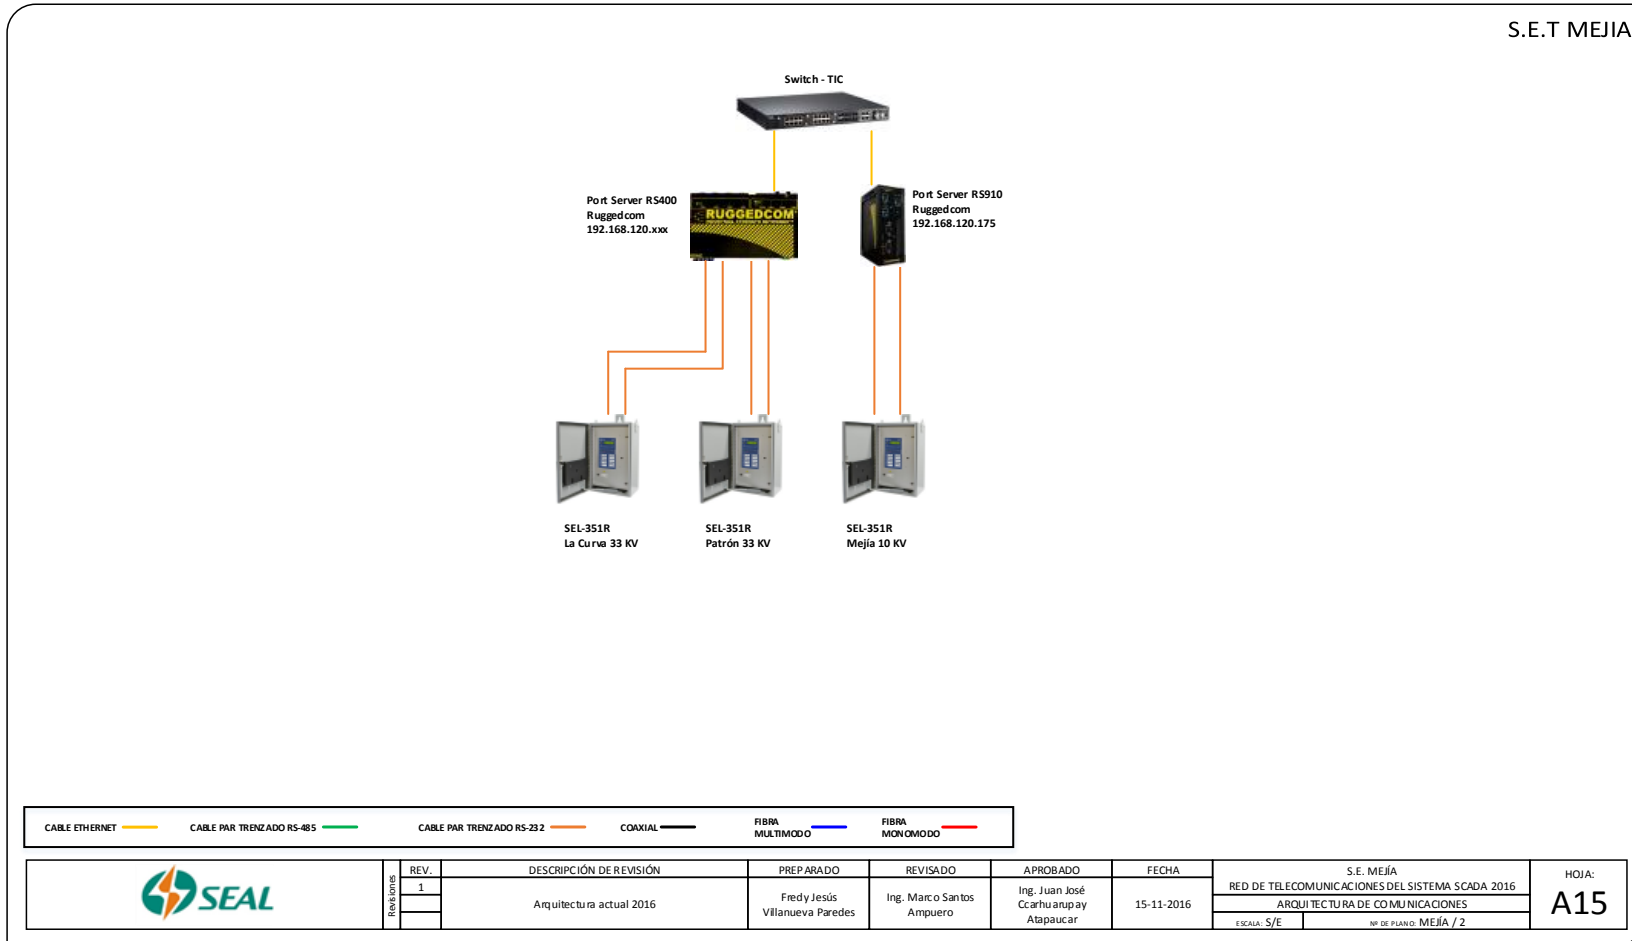 S.E.T MEJIA
Switch - TIC
Port Server RS400
Ruggedcom
192.168.120.xxx
RUGGEDCOM
Port Server RS910
Ruggedcom
192.168.120.175
SEL-351R
La Curva 33 KV
SEL-351R
Patrón 33 KV
SEL-351R
Mejía 10 KV
CABLE ETHERNET
CABLE PAR TRENZADO RS-485
CABLE PAR TRENZADO RS-232
COAXIAL
FIBRA
MULTIMODO
FIBRA
MONOMODO
SEAL
Revisiones
REV.
1
DESCRIPCIÓN DE REVISIÓN
Arquitectura actual 2016
PREPARADO
Fredy Jesús
Villanueva Paredes
REVISADO
Ing. Marco Santos
Ampuero
APROBADO
Ing. Juan José
Ccarhuarupay
Atapaucar
FECHA
15-11-2016
S.E. MEJÍA
RED DE TELECOMUNICACIONES DEL SISTEMA SCADA 2016
ARQUITECTURA DE COMUNICACIONES
ESCALA: S/E
Nº DE PLANO: MEJÍA / 2
HOJA:
A15